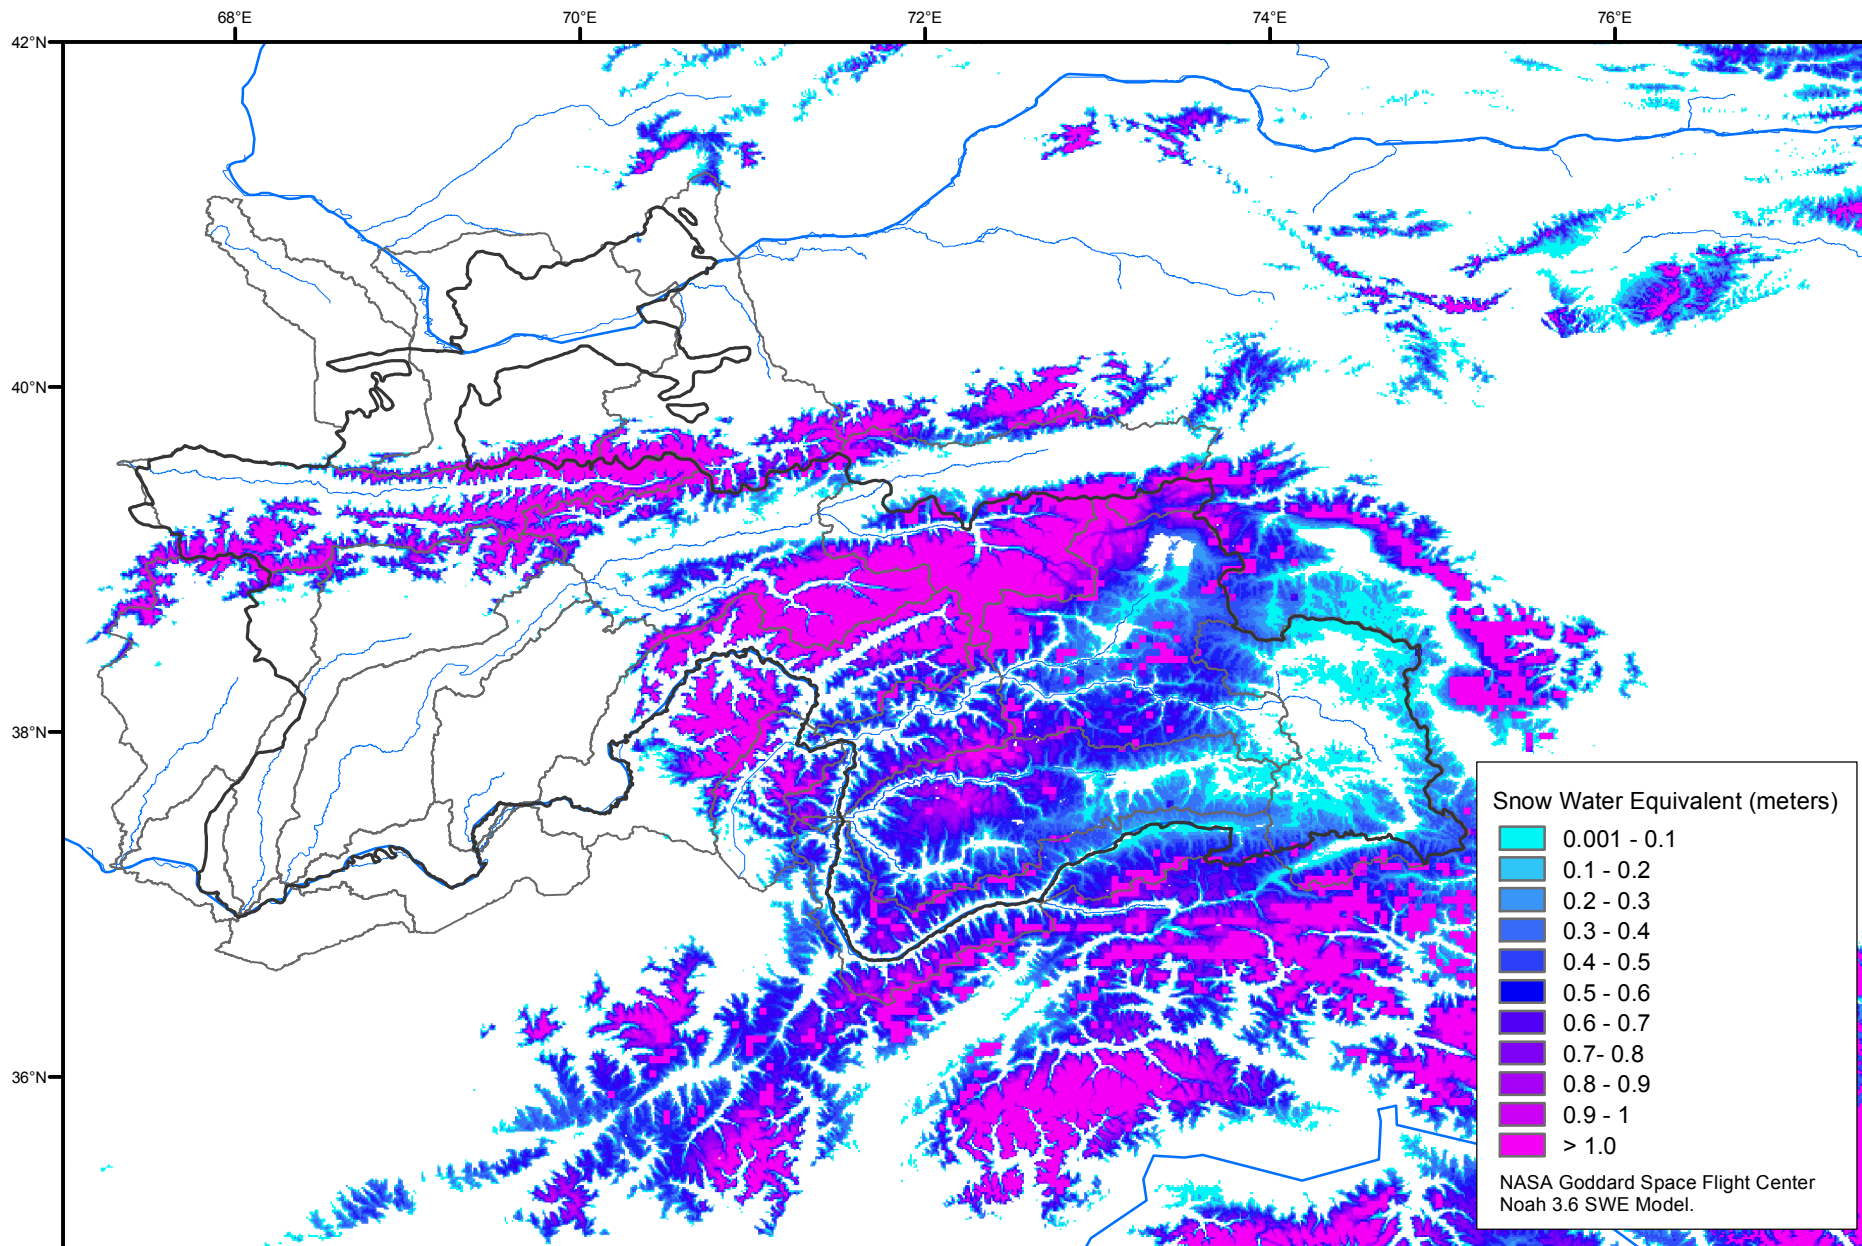 68°E
70°E
72°E
74°E
76°E
42°N
40°N
38°N
36°N
Snow Water Equivalent (meters)
0.001 - 0.1
0.1 - 0.2
0.2 - 0.3
0.3 - 0.4
0.4 - 0.5
0.5 - 0.6
0.6 - 0.7
0.7- 0.8
0.8 - 0.9
0.9 - 1
> 1.0
NASA Goddard Space Flight Center
Noah 3.6 SWE Model.